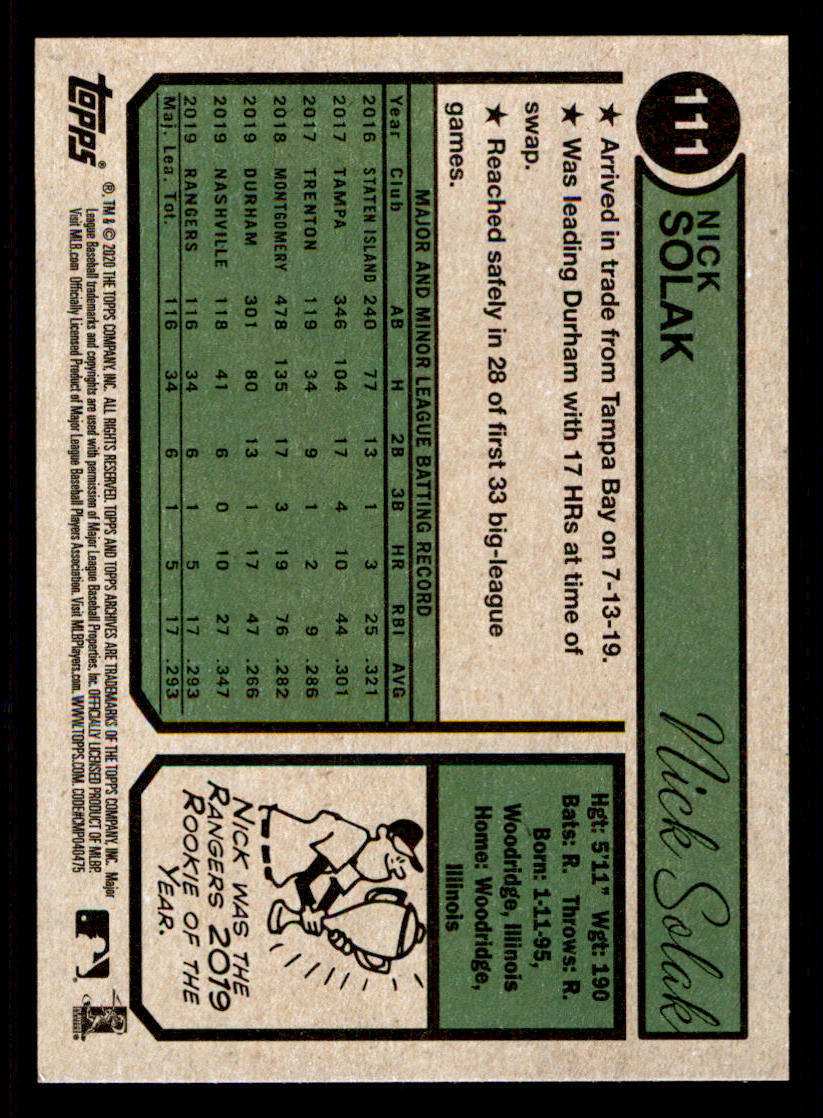 111
NICK
SOLAK
Nick Solak
★ Arrived in trade from Tampa Bay on 7-13-19.
★ Was leading Durham with 17 HRs at time of
swap.
★ Reached safely in 28 of first 33 big-league
games.
Hgt: 5'11" Wgt: 190
Bats: R. Throws: R.
Born: 1-11-95,
Woodridge, Illinois
Home: Woodridge,
Illinois
MAJOR AND MINOR LEAGUE BATTING RECORD
Year Club AB H 2B 3B HR RBI AVG
2016 STATEN ISLAND 240 77 13 1 3 25 .321
2017 TAMPA 346 104 17 4 10 44 .301
2017 TRENTON 119 34 9 1 2 9 .286
2018 MONTGOMERY 478 135 17 3 19 76 .282
2019 DURHAM 301 80 13 1 17 47 .266
2019 NASHVILLE 118 41 6 0 10 27 .347
2019 RANGERS 116 34 6 1 5 17 .293
Maj. Lea. Tot. 116 34 6 1 5 17 .293
NICK WAS THE
RANGERS 2019
ROOKIE OF THE
YEAR.
topps®
®, TM & © 2020 THE TOPPS COMPANY, INC. ALL RIGHTS RESERVED. TOPPS AND TOPPS ARCHIVES ARE TRADEMARKS OF THE TOPPS COMPANY, INC. Major
League Baseball trademarks and copyrights are used with permission of Major League Baseball Properties, Inc. OFFICIALLY LICENSED PRODUCT OF MLBP.
Visit MLB.com Officially Licensed Product of Major League Baseball Players Association. Visit MLBPlayers.com. WWW.TOPPS.COM. CODE#CMP040475